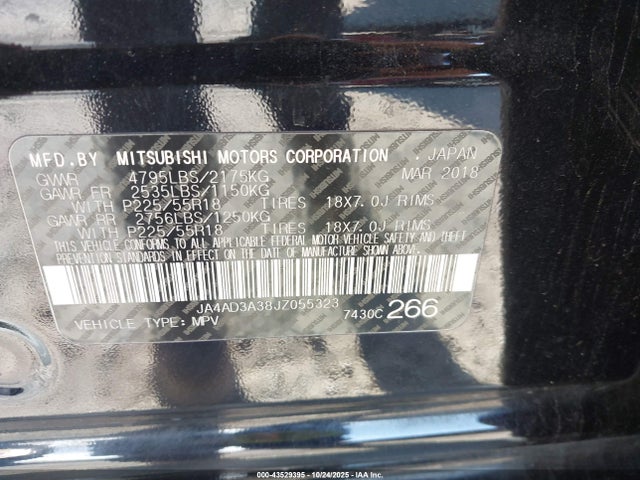 MFD.BY MITSUBISHI MOTORS CORPORATION . JAPAN
GVWR 4795LBS/2175KG MAR 2018
GAWR FR 2535LBS/1150KG
WITH P225/55R18 TIRES 18X7.0J RIMS
GAWR RR 2756LBS/1250KG
WITH P225/55R18 TIRES 18X7.0J RIMS
THIS VEHICLE CONFORMS TO ALL APPLICABLE FEDERAL MOTOR VEHICLE SAFETY AND THEFT
PREVENTION STANDARDS IN EFFECT ON THE DATE OF MANUFACTURE SHOWN ABOVE.
JA4AD3A38JZ055323 7430C 266
VEHICLE TYPE: MPV
000-43529395 - 10/24/2025 - IAA Inc.